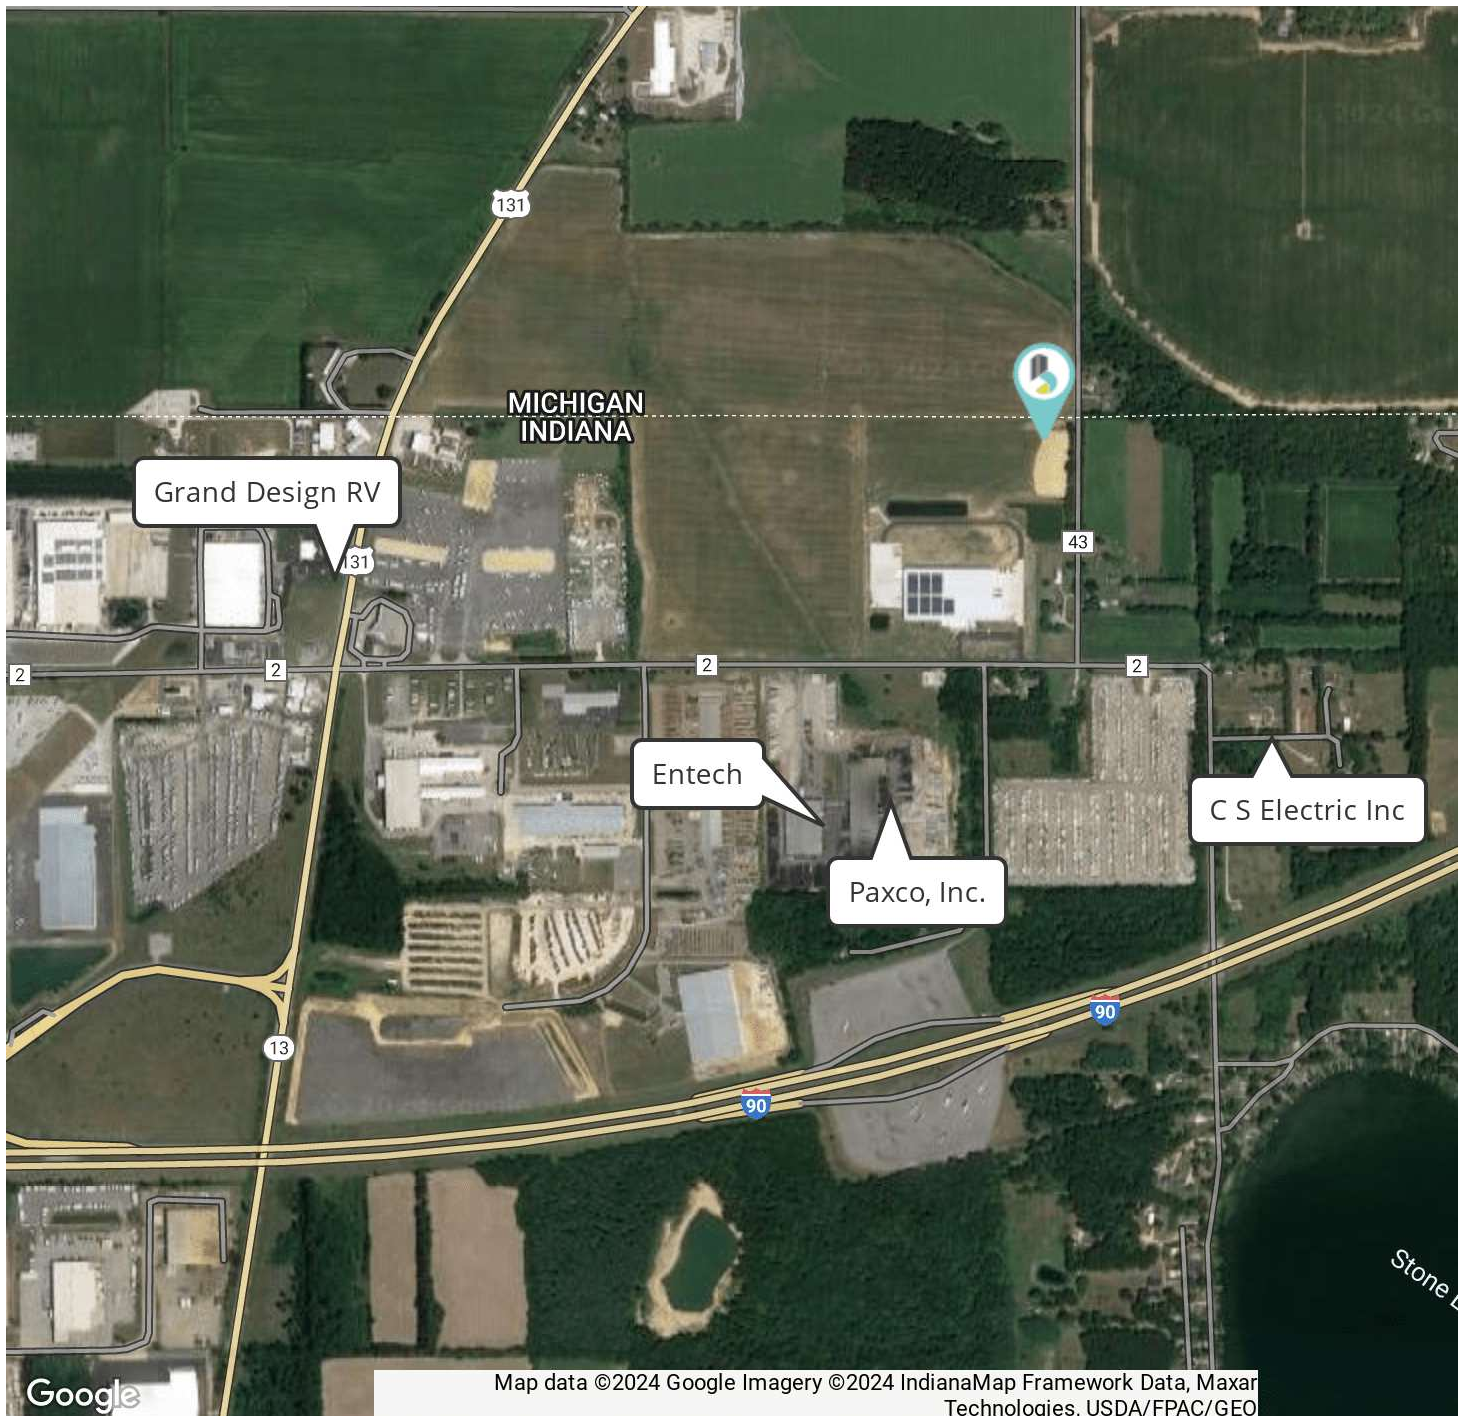 131
MICHIGAN
INDIANA
Grand Design RV
131
43
2
2
2
2
Entech
C S Electric Inc
Paxco, Inc.
90
13
90
Stone
Google
Map data ©2024 Google Imagery ©2024 IndianaMap Framework Data, Maxar
Technologies, USDA/FPAC/GEO